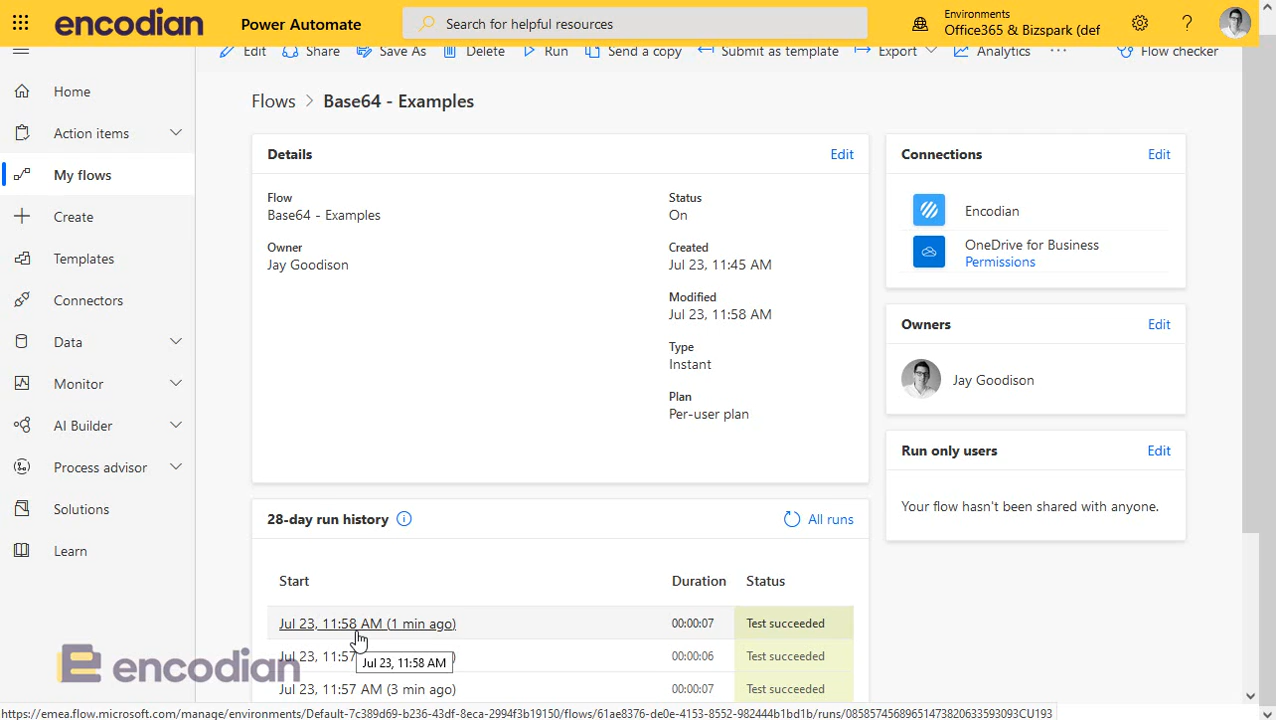 encodian Power Automate
Search for helpful resources
Environments
Office365 & Bizspark (def
?
Edit Share Save As Delete Run Send a copy Submit as template Export Analytics ... Flow checker
Home
Action items
My flows
Create
Templates
Connectors
Data
Monitor
AI Builder
Process advisor
Solutions
Learn
Flows > Base64 - Examples
Details Edit
Flow
Base64 - Examples
Owner
Jay Goodison
Status
On
Created
Jul 23, 11:45 AM
Modified
Jul 23, 11:58 AM
Type
Instant
Plan
Per-user plan
Connections Edit
Encodian
OneDrive for Business
Permissions
Owners Edit
Jay Goodison
Run only users Edit
Your flow hasn't been shared with anyone.
28-day run history All runs
Start Duration Status
Jul 23, 11:58 AM (1 min ago) 00:00:07 Test succeeded
Jul 23, 11:57 00:00:06 Test succeeded
Jul 23, 11:58 AM
Jul 23, 11:57 AM (3 min ago) 00:00:07 Test succeeded
encodian
https://emea.flow.microsoft.com/manage/environments/Default-7c389d69-b236-43df-8eca-2994f3b19150/flows/61ae8376-de0e-4153-8552-982444b1bd1b/runs/08585745689651473820633593093CU193